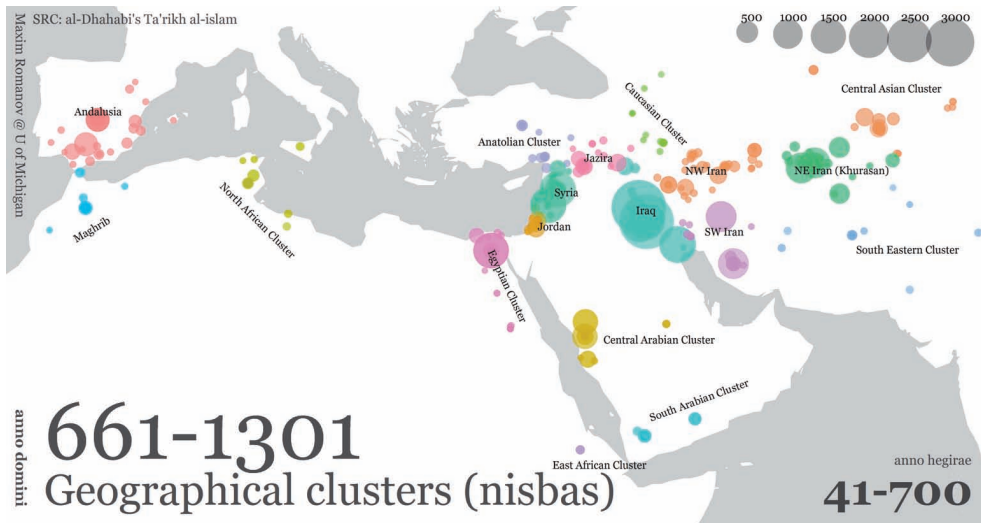 SRC: al-Dhahabi's Ta'rikh al-islam
Maxim Romanov @ U of Michigan
500 1000 1500 2000 2500 3000
Central Asian Cluster
Caucasian Cluster
Andalusia
Anatolian Cluster
Jazira
NW Iran
NE Iran (Khurasan)
Syria
North African Cluster
Maghrib
Iraq
Jordan
SW Iran
South Eastern Cluster
Egyptian Cluster
Central Arabian Cluster
South Arabian Cluster
East African Cluster
anno domini
661-1301
Geographical clusters (nisbas)
anno hegirae
41-700